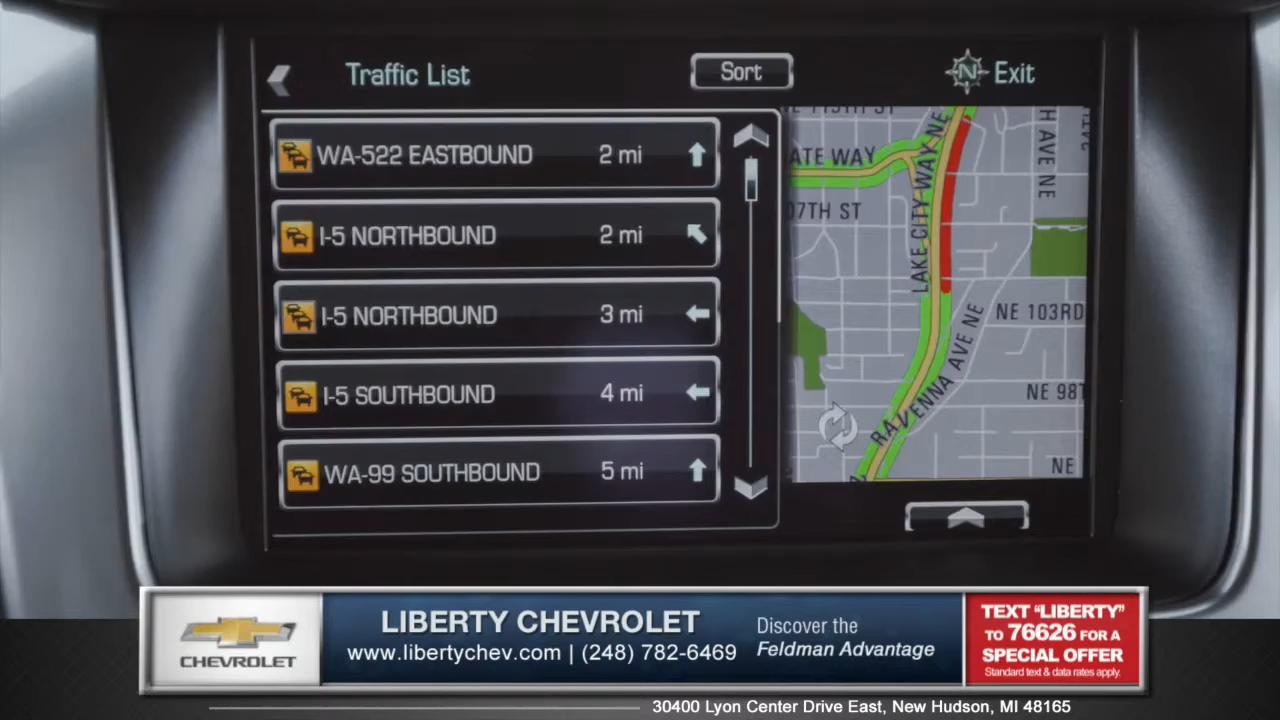 Traffic List
Sort
N Exit
WA-522 EASTBOUND 2 mi
I-5 NORTHBOUND 2 mi
I-5 NORTHBOUND 3 mi
I-5 SOUTHBOUND 4 mi
WA-99 SOUTHBOUND 5 mi
ATE WAY
07TH ST
LAKE CITY WAY NE
H AVE NE
NE 103RD
RAVENNA AVE NE
NE 98T
NE
CHEVROLET
LIBERTY CHEVROLET
www.libertychev.com | (248) 782-6469
Discover the
Feldman Advantage
TEXT “LIBERTY”
TO 76626 FOR A
SPECIAL OFFER
Standard text & data rates apply.
30400 Lyon Center Drive East, New Hudson, MI 48165